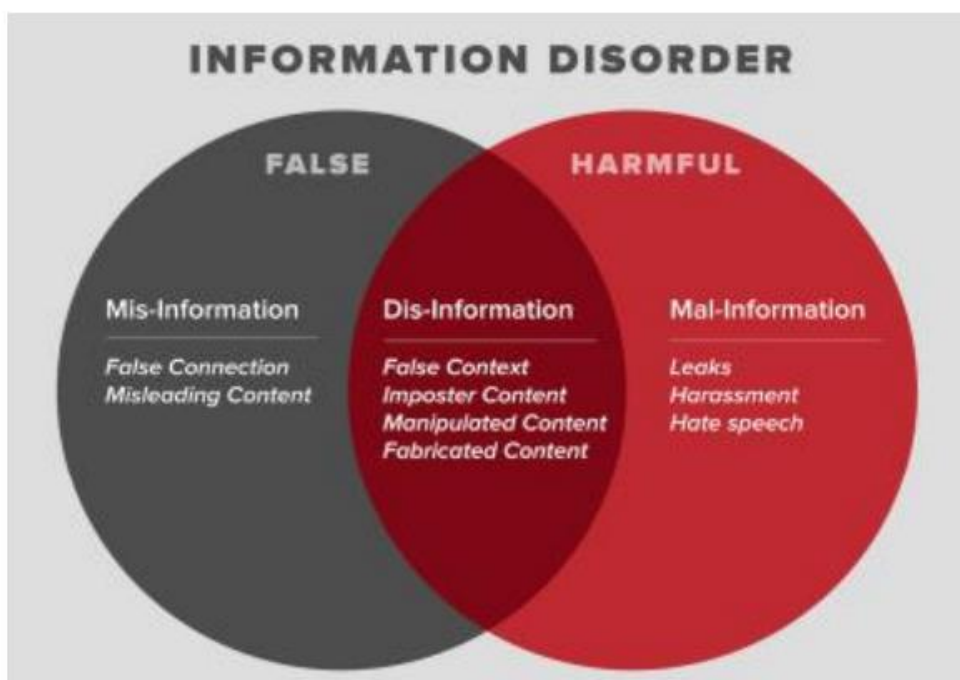 INFORMATION DISORDER
FALSE
HARMFUL
Mis-Information
False Connection
Misleading Content
Dis-Information
False Context
Imposter Content
Manipulated Content
Fabricated Content
Mal-Information
Leaks
Harassment
Hate speech